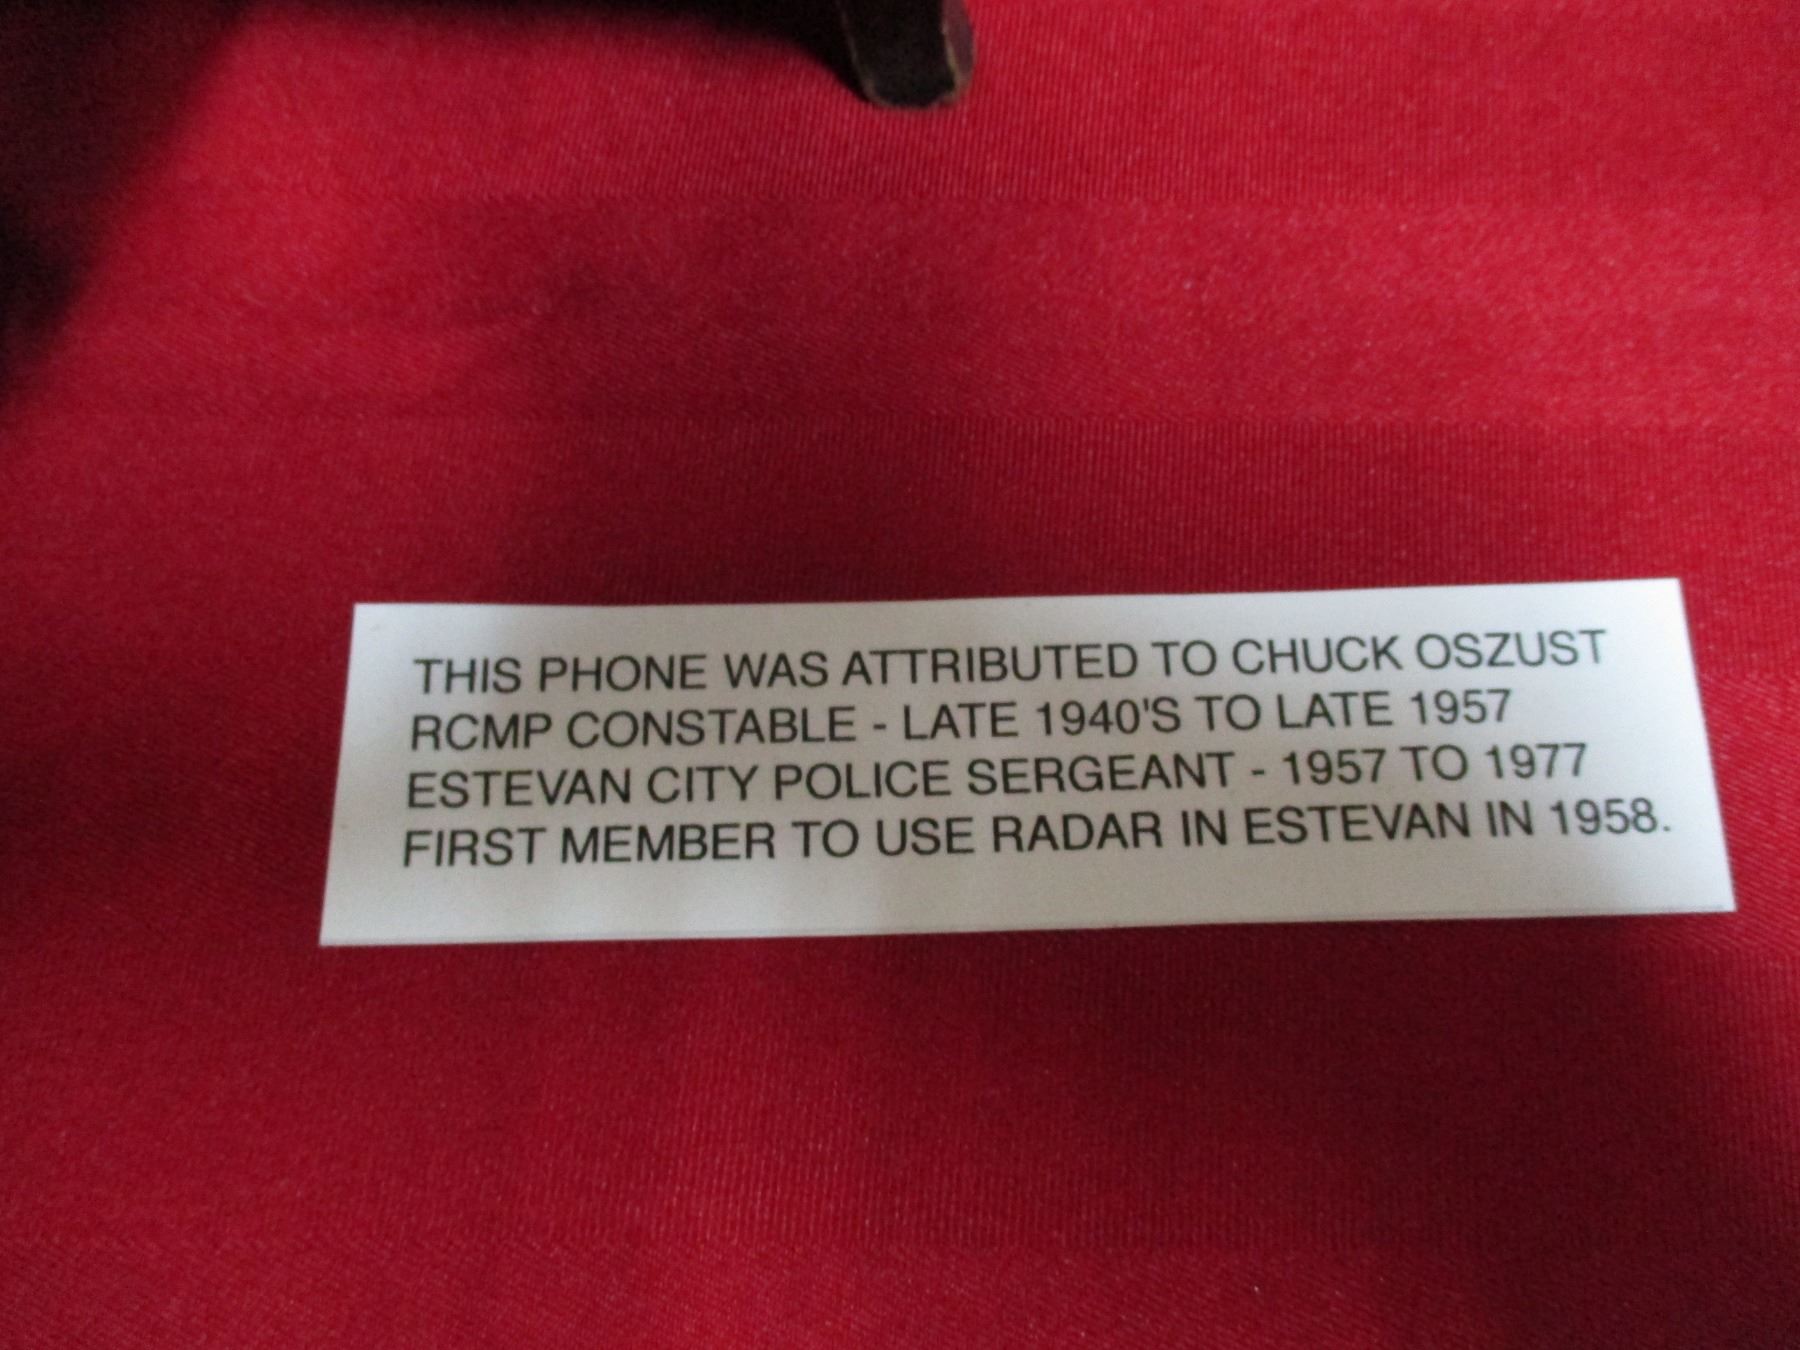 THIS PHONE WAS ATTRIBUTED TO CHUCK OSZUST
RCMP CONSTABLE - LATE 1940'S TO LATE 1957
ESTEVAN CITY POLICE SERGEANT - 1957 TO 1977
FIRST MEMBER TO USE RADAR IN ESTEVAN IN 1958.